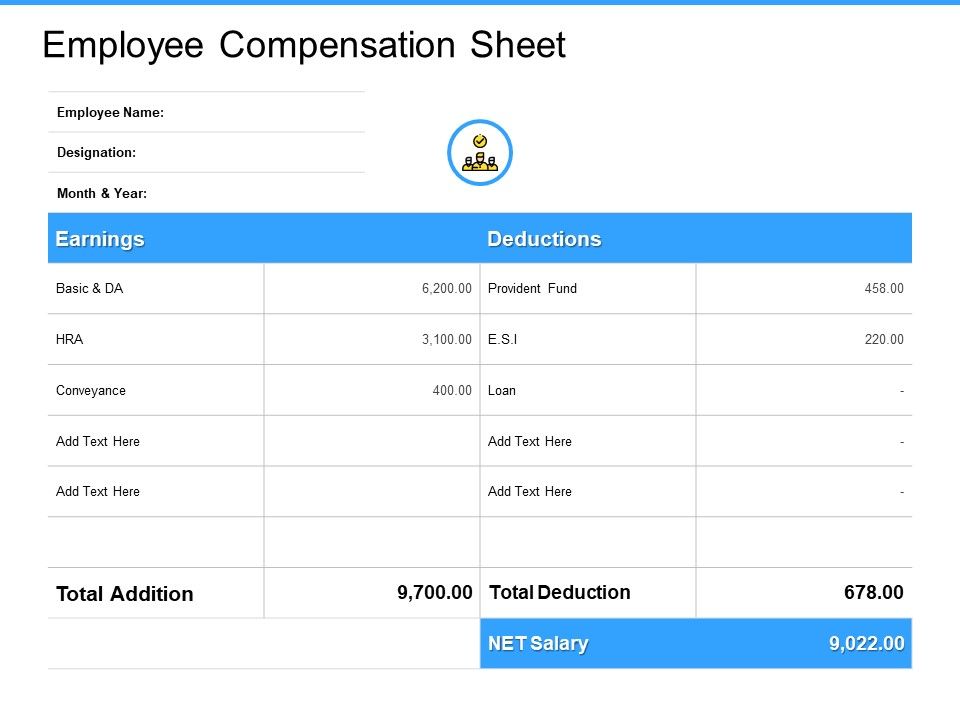 Employee Compensation Sheet
Employee Name:
Designation:
Month & Year:
Earnings Deductions
Basic & DA 6,200.00 Provident Fund 458.00
HRA 3,100.00 E.S.I 220.00
Conveyance 400.00 Loan -
Add Text Here Add Text Here -
Add Text Here Add Text Here -
Total Addition 9,700.00 Total Deduction 678.00
NET Salary 9,022.00